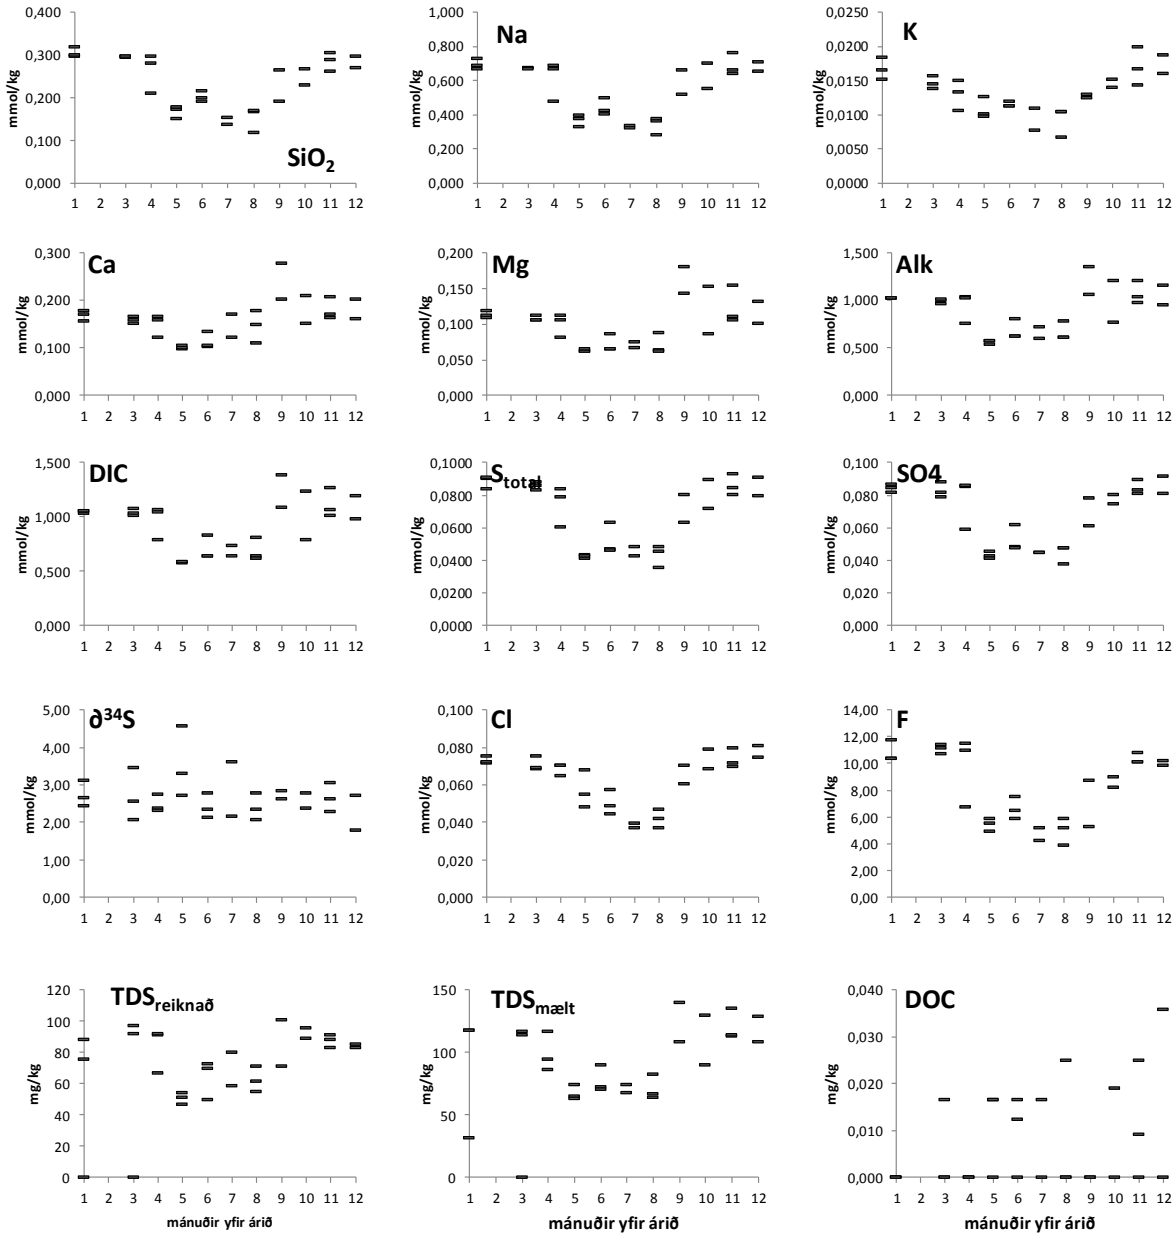 0,400
0,300
0,200
0,100
0,000
mmol/kg
SiO2
1 2 3 4 5 6 7 8 9 10 11 12
1,000
0,800
0,600
0,400
0,200
0,000
mmol/kg
Na
1 2 3 4 5 6 7 8 9 10 11 12
0,0250
0,0200
0,0150
0,0100
0,0050
0,0000
mmol/kg
K
1 2 3 4 5 6 7 8 9 10 11 12
0,300
0,200
0,100
0,000
mmol/kg
Ca
1 2 3 4 5 6 7 8 9 10 11 12
0,200
0,150
0,100
0,050
0,000
mmol/kg
Mg
1 2 3 4 5 6 7 8 9 10 11 12
1,500
1,000
0,500
0,000
mmol/kg
Alk
1 2 3 4 5 6 7 8 9 10 11 12
1,500
1,000
0,500
0,000
mmol/kg
DIC
1 2 3 4 5 6 7 8 9 10 11 12
0,1000
0,0800
0,0600
0,0400
0,0200
0,0000
mmol/kg
Stotal
1 2 3 4 5 6 7 8 9 10 11 12
0,100
0,080
0,060
0,040
0,020
0,000
mmol/kg
SO4
1 2 3 4 5 6 7 8 9 10 11 12
5,00
4,00
3,00
2,00
1,00
0,00
mmol/kg
∂34S
1 2 3 4 5 6 7 8 9 10 11 12
0,100
0,080
0,060
0,040
0,020
0,000
mmol/kg
Cl
1 2 3 4 5 6 7 8 9 10 11 12
14,00
12,00
10,00
8,00
6,00
4,00
2,00
0,00
mmol/kg
F
1 2 3 4 5 6 7 8 9 10 11 12
120
100
80
60
40
20
0
mg/kg
TDSreiknað
1 2 3 4 5 6 7 8 9 10 11 12
mánuðir yfir árið
150
100
50
0
mg/kg
TDSmælt
1 2 3 4 5 6 7 8 9 10 11 12
mánuðir yfir árið
0,040
0,030
0,020
0,010
0,000
mg/kg
DOC
1 2 3 4 5 6 7 8 9 10 11 12
mánuðir yfir árið